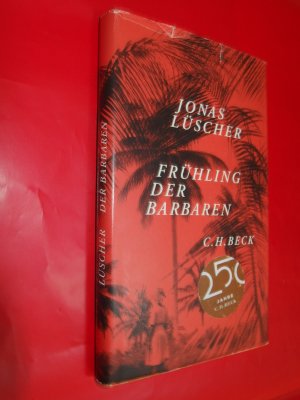 JONAS
LÜSCHER
FRÜHLING
DER
BARBAREN
C.H.BECK
250
JAHRE
C.H.BECK
LÜSCHER DER BARBAREN